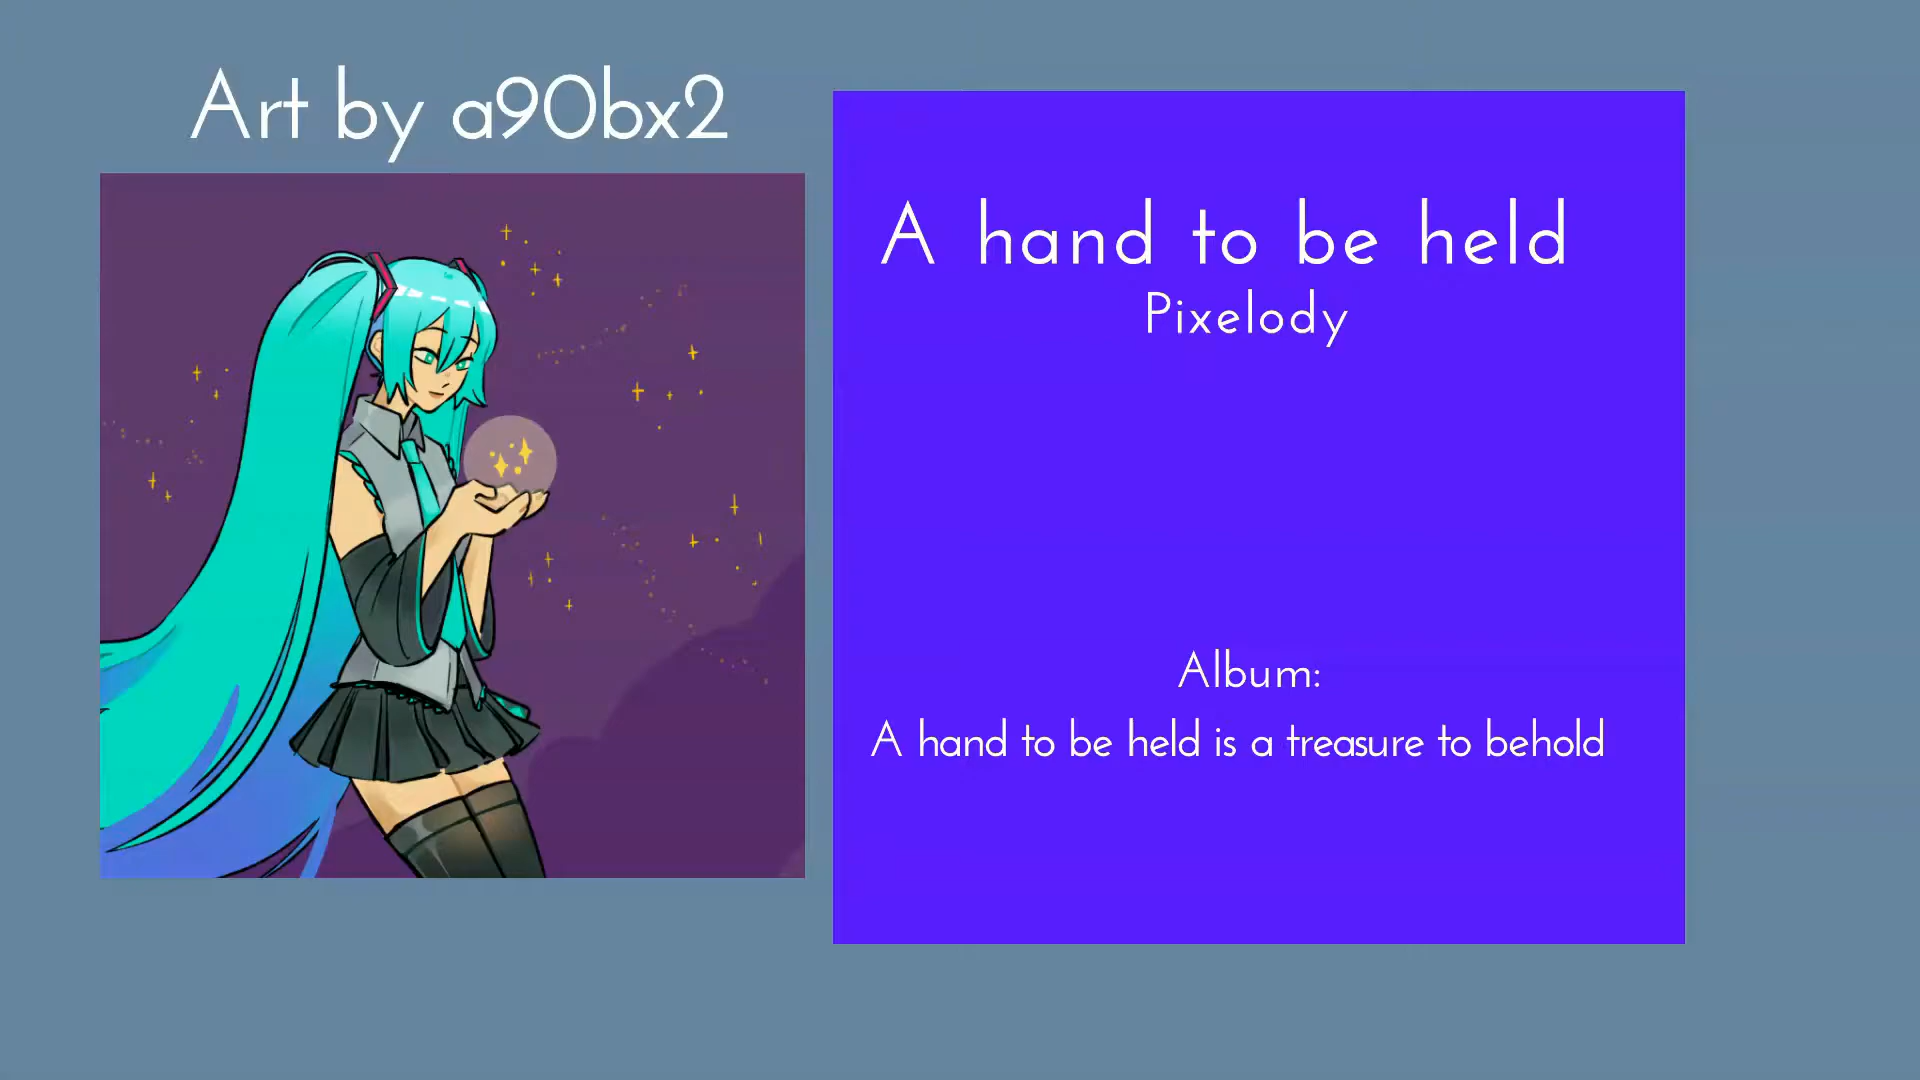 Art by a90bx2
A hand to be held
Pixelody
Album:
A hand to be held is a treasure to behold